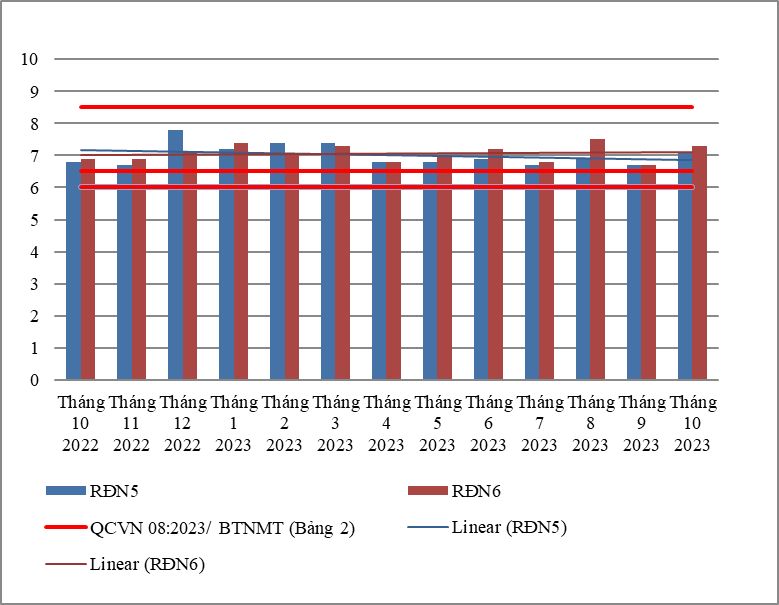 10
9
8
7
6
5
4
3
2
1
0
Tháng 10 2022
Tháng 11 2022
Tháng 12 2022
Tháng 1 2023
Tháng 2 2023
Tháng 3 2023
Tháng 4 2023
Tháng 5 2023
Tháng 6 2023
Tháng 7 2023
Tháng 8 2023
Tháng 9 2023
Tháng 10 2023
RĐN5
RĐN6
QCVN 08:2023/ BTNMT (Bảng 2)
Linear (RĐN5)
Linear (RĐN6)